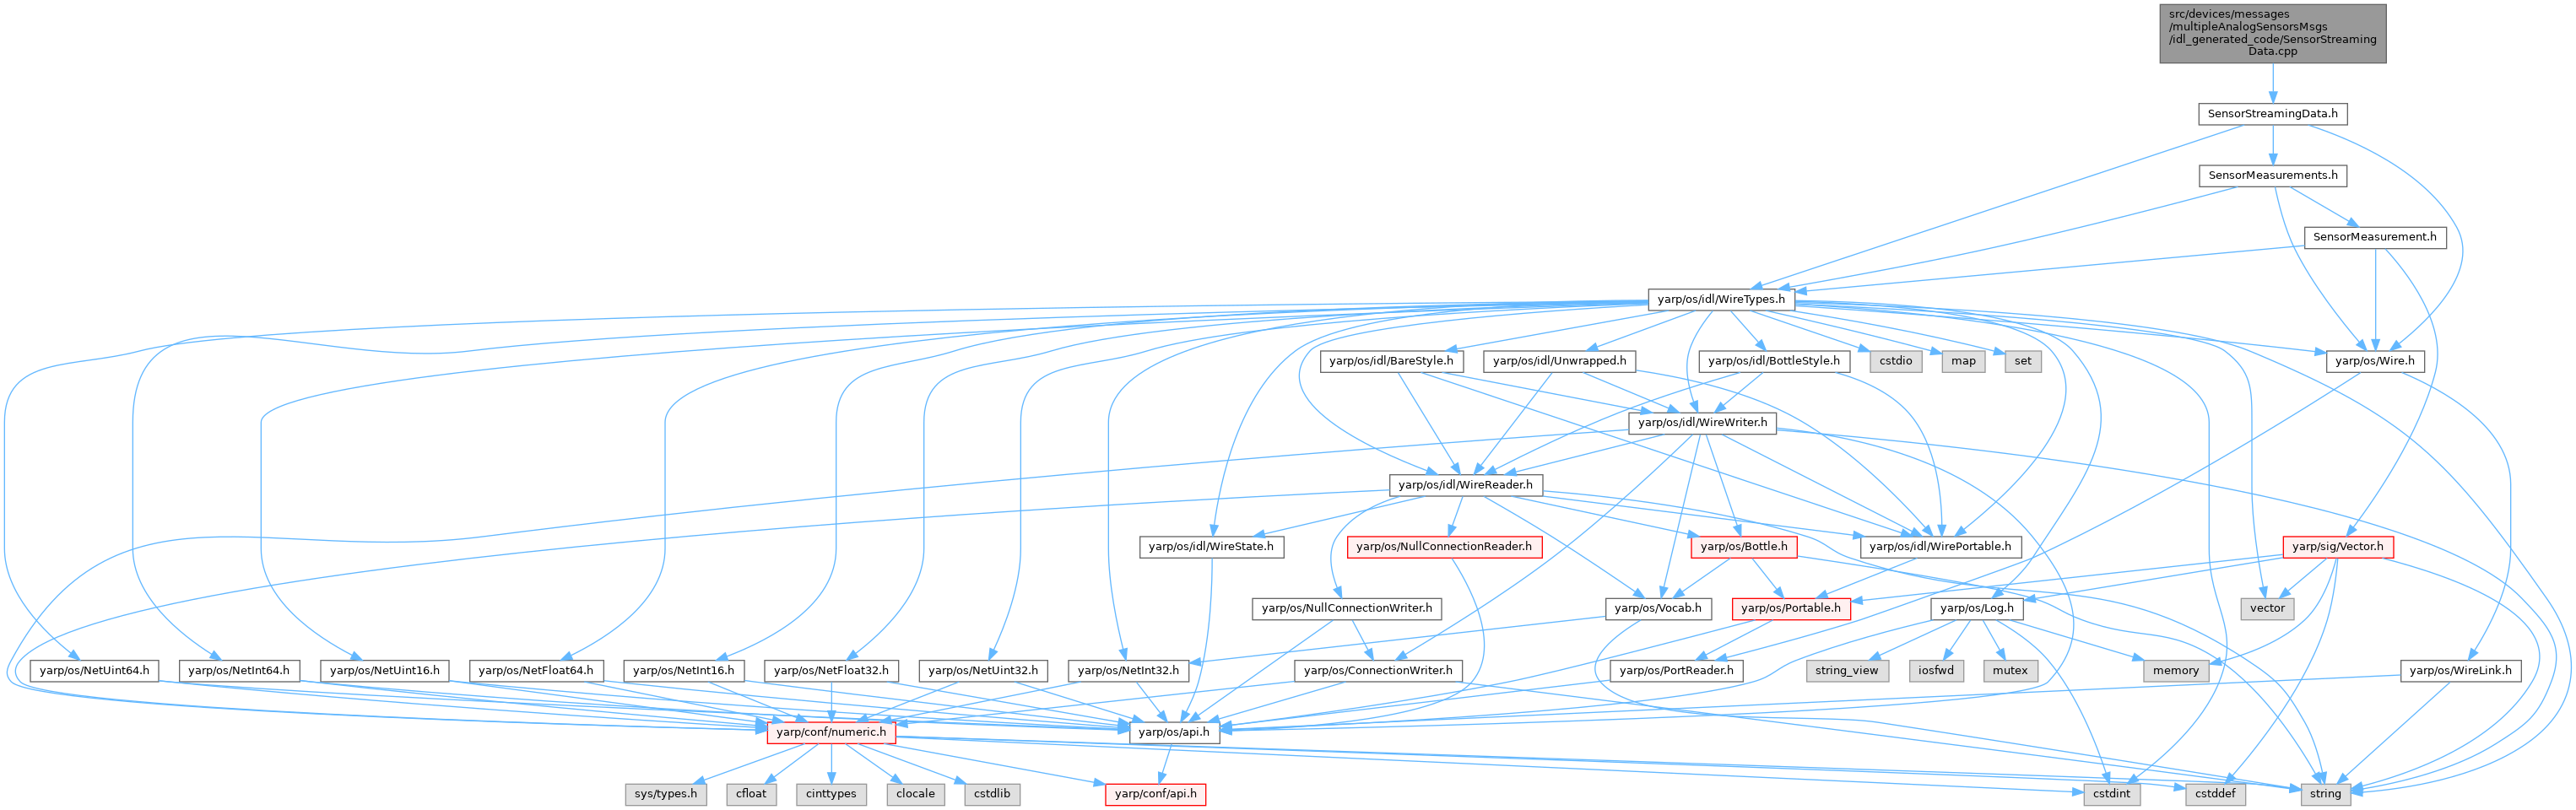 src/devices/messages
/multipleAnalogSensorsMsgs
/idl_generated_code/SensorStreaming
Data.cpp
SensorStreamingData.h
SensorMeasurements.h
SensorMeasurement.h
yarp/os/idl/WireTypes.h
yarp/os/idl/BareStyle.h
yarp/os/idl/Unwrapped.h
yarp/os/idl/BottleStyle.h
cstdio
map
set
yarp/os/Wire.h
yarp/os/idl/WireWriter.h
yarp/os/idl/WireReader.h
yarp/os/idl/WireState.h
yarp/os/NullConnectionReader.h
yarp/os/Bottle.h
yarp/os/idl/WirePortable.h
yarp/sig/Vector.h
yarp/os/NullConnectionWriter.h
yarp/os/Vocab.h
yarp/os/Portable.h
yarp/os/Log.h
vector
yarp/os/NetUint64.h
yarp/os/NetInt64.h
yarp/os/NetUint16.h
yarp/os/NetFloat64.h
yarp/os/NetInt16.h
yarp/os/NetFloat32.h
yarp/os/NetUint32.h
yarp/os/NetInt32.h
yarp/os/ConnectionWriter.h
yarp/os/PortReader.h
string_view
iosfwd
mutex
memory
yarp/os/WireLink.h
yarp/conf/numeric.h
yarp/os/api.h
sys/types.h
cfloat
cinttypes
clocale
cstdlib
yarp/conf/api.h
cstdint
cstddef
string